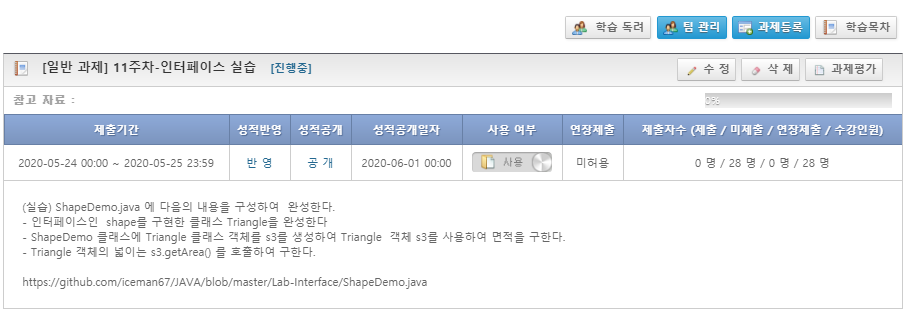 학습 독려 팀 관리 과제등록 학습목차
[일반 과제] 11주차-인터페이스 실습 [진행중] 수 정 삭 제 과제평가
참고 자료 : 0%
제출기간 성적반영 성적공개 성적공개일자 사용 여부 연장제출 제출자수 (제출 / 미제출 / 연장제출 / 수강인원)
2020-05-24 00:00 ~ 2020-05-25 23:59 반 영 공 개 2020-06-01 00:00 사용 미허용 0 명 / 28 명 / 0 명 / 28 명
(실습) ShapeDemo.java 에 다음의 내용을 구성하여 완성한다.
- 인터페이스인 shape를 구현한 클래스 Triangle을 완성한다
- ShapeDemo 클래스에 Triangle 클래스 객체를 s3를 생성하여 Triangle 객체 s3를 사용하여 면적을 구한다.
- Triangle 객체의 넓이는 s3.getArea() 를 호출하여 구한다.
https://github.com/iceman67/JAVA/blob/master/Lab-Interface/ShapeDemo.java